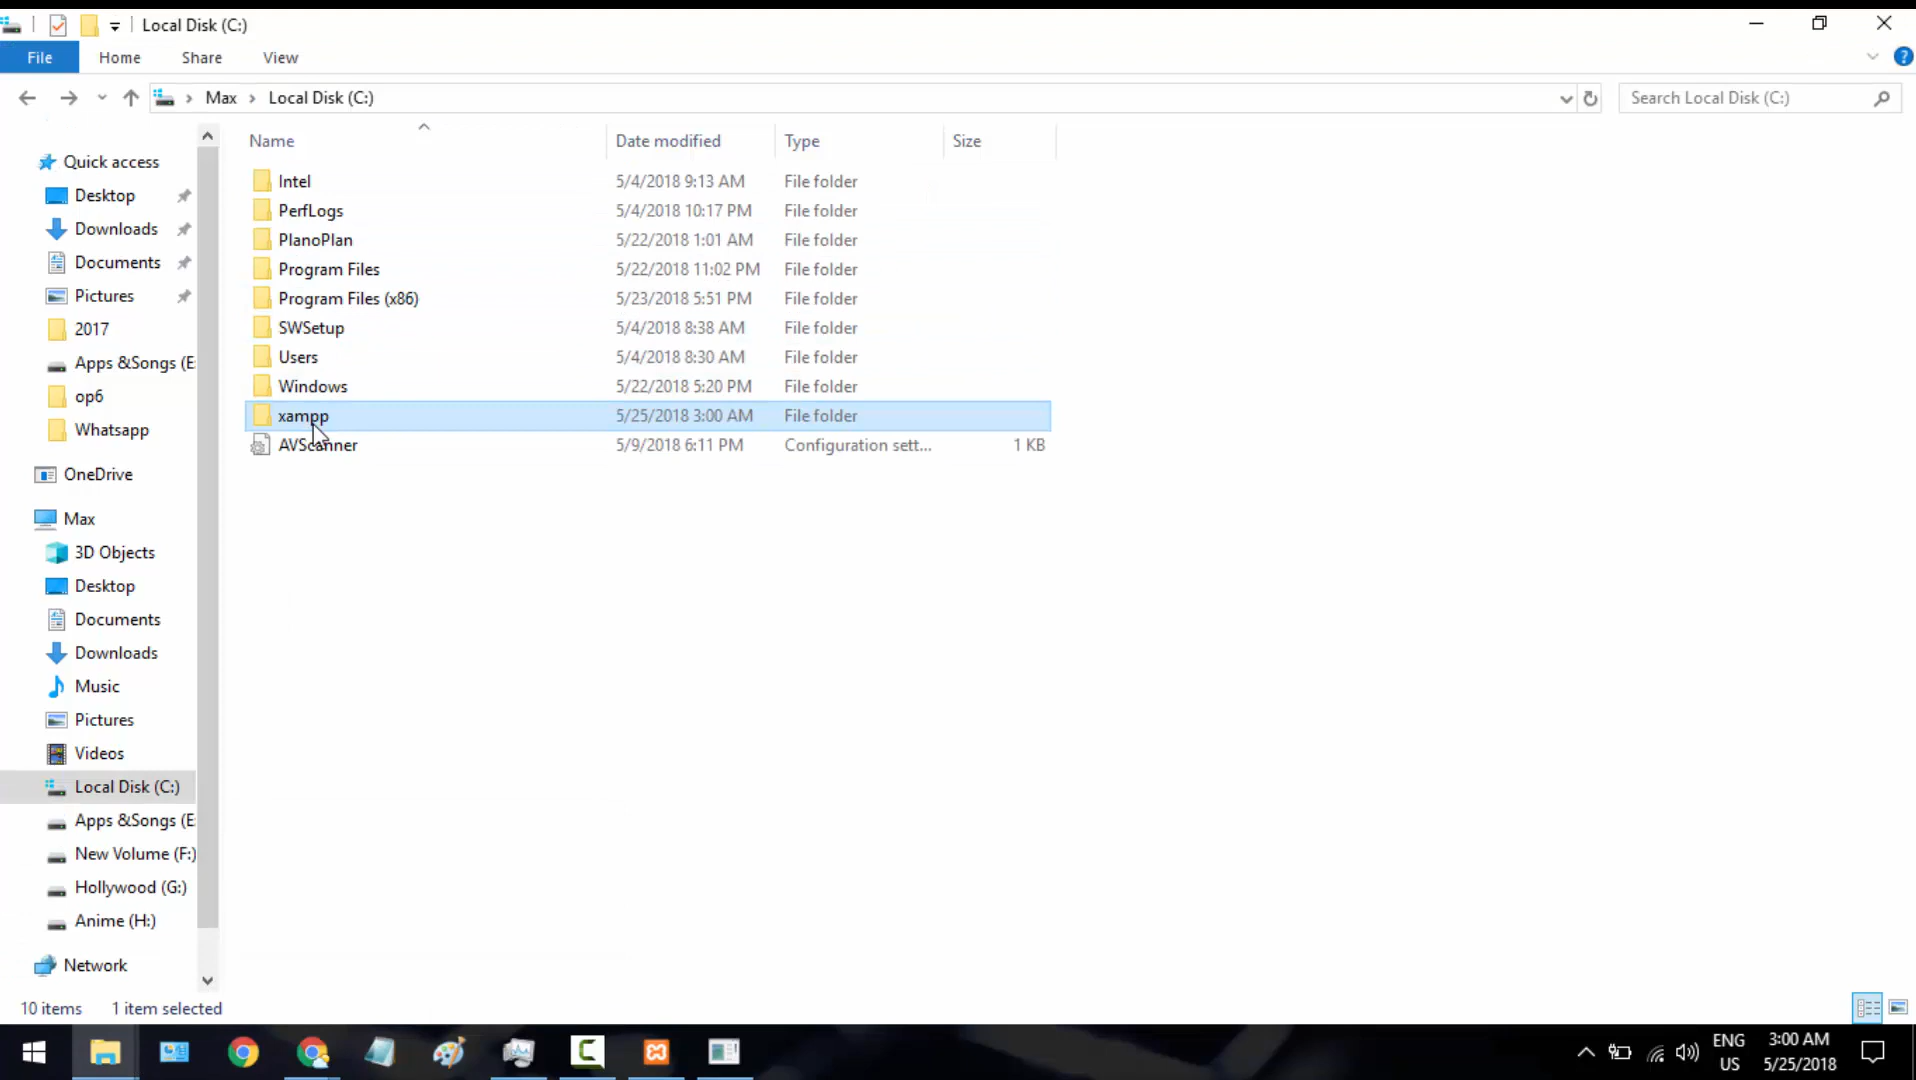 Local Disk (C:)
File Home Share View
Max Local Disk (C:) Search Local Disk (C:)
Name Date modified Type Size
Quick access
Desktop
Downloads
Documents
Pictures
2017
Apps &Songs (E
op6
Whatsapp
OneDrive
Max
3D Objects
Desktop
Documents
Downloads
Music
Pictures
Videos
Local Disk (C:)
Apps &Songs (E
New Volume (F:)
Hollywood (G:)
Anime (H:)
Network
Intel 5/4/2018 9:13 AM File folder
PerfLogs 5/4/2018 10:17 PM File folder
PlanoPlan 5/22/2018 1:01 AM File folder
Program Files 5/22/2018 11:02 PM File folder
Program Files (x86) 5/23/2018 5:51 PM File folder
SWSetup 5/4/2018 8:38 AM File folder
Users 5/4/2018 8:30 AM File folder
Windows 5/22/2018 5:20 PM File folder
xampp 5/25/2018 3:00 AM File folder
AVScanner 5/9/2018 6:11 PM Configuration sett... 1 KB
10 items 1 item selected
ENG
US
3:00 AM
5/25/2018